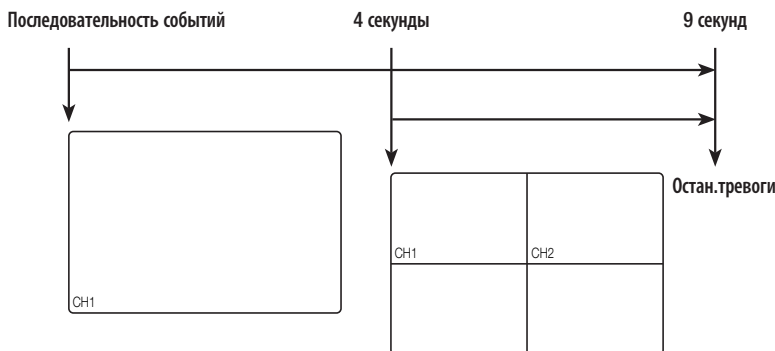 Последовательность событий
4 секунды
9 секунд
Остан.тревоги
CH1
CH2
CH1